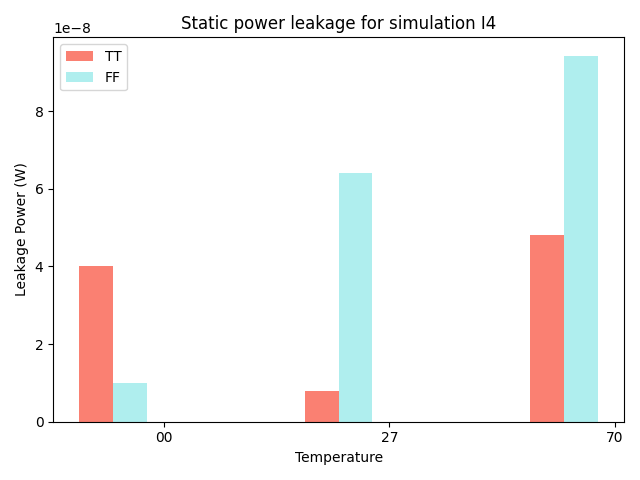 Static power leakage for simulation I4
1e−8
TT
FF
8
6
4
2
0
Leakage Power (W)
00
27
70
Temperature